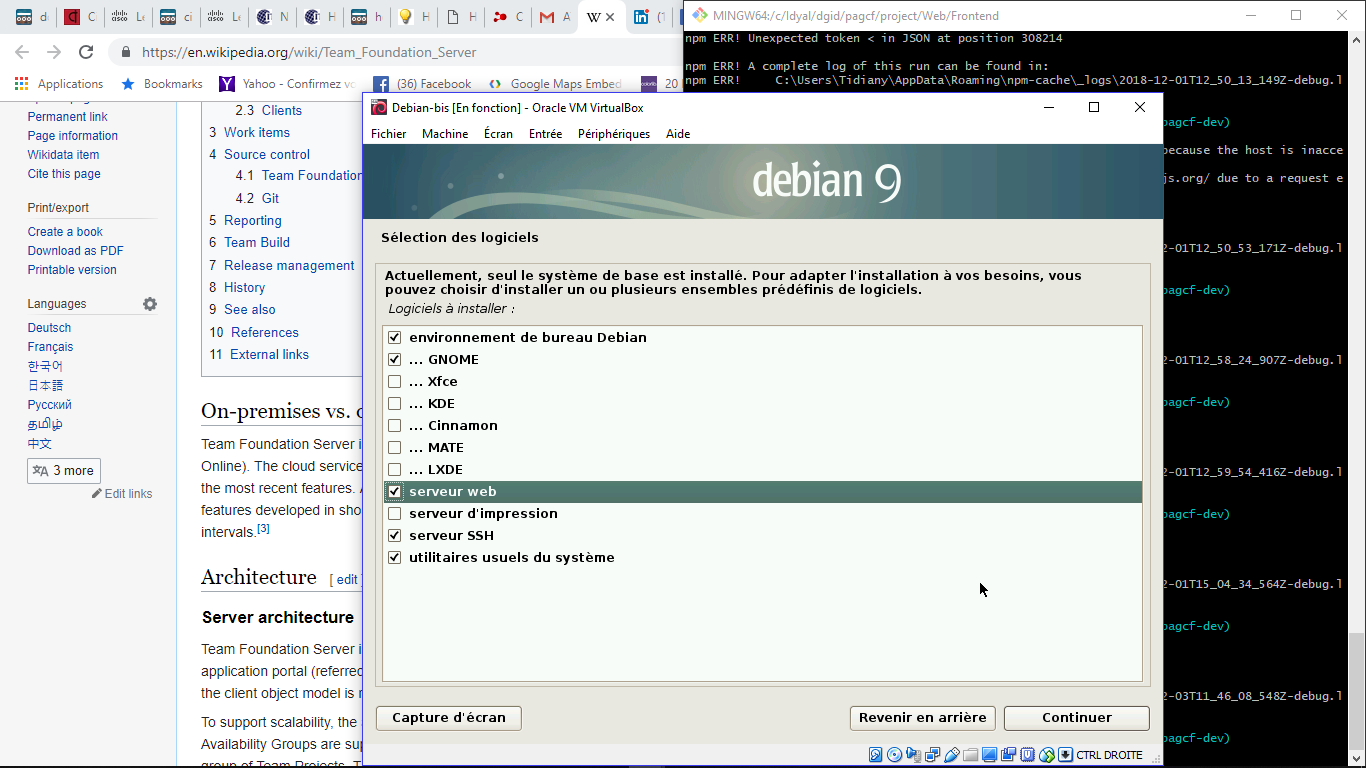 d
C
Le
ci
Le
N
H
H
C
A
W
(1
MINGW64:/c/Idyal/dgid/pagcf/project/Web/Frontend
https://en.wikipedia.org/wiki/Team_Foundation_Server
Applications
Bookmarks
Yahoo - Confirmez vo
(36) Facebook
Google Maps Embed
20
npm ERR! Unexpected token < in JSON at position 308214
npm ERR! A complete log of this run can be found in:
npm ERR!     C:\Users\Tidiany\AppData\Roaming\npm-cache\_logs\2018-12-01T12_50_13_149Z-debug.l
Permanent link
Page information
Wikidata item
Cite this page
Print/export
Create a book
Download as PDF
Printable version
Languages
Deutsch
Français
한국어
日本語
Русский
தமிழ்
中文
3 more
Edit links
2.3 Clients
3 Work items
4 Source control
4.1 Team Foundation
4.2 Git
5 Reporting
6 Team Build
7 Release management
8 History
9 See also
10 References
11 External links
On-premises vs. o
Team Foundation Server i
Online). The cloud service
the most recent features. A
features developed in sho
intervals.[3]
Architecture [ edit
Server architecture
Team Foundation Server i
application portal (referred
the client object model is
To support scalability, the
Availability Groups are sup
group of Team Projects. T
Debian-bis [En fonction] - Oracle VM VirtualBox
Fichier Machine Écran Entrée Périphériques Aide
debian 9
Sélection des logiciels
Actuellement, seul le système de base est installé. Pour adapter l'installation à vos besoins, vous
pouvez choisir d'installer un ou plusieurs ensembles prédéfinis de logiciels.
Logiciels à installer :
environnement de bureau Debian
... GNOME
... Xfce
... KDE
... Cinnamon
... MATE
... LXDE
serveur web
serveur d'impression
serveur SSH
utilitaires usuels du système
Capture d'écran
Revenir en arrière
Continuer
CTRL DROITE
pagcf-dev)
because the host is inacce
js.org/ due to a request e
2-01T12_50_53_171Z-debug.l
pagcf-dev)
2-01T12_58_24_907Z-debug.l
pagcf-dev)
2-01T12_59_54_416Z-debug.l
pagcf-dev)
2-01T15_04_34_564Z-debug.l
pagcf-dev)
2-03T11_46_08_548Z-debug.l
pagcf-dev)